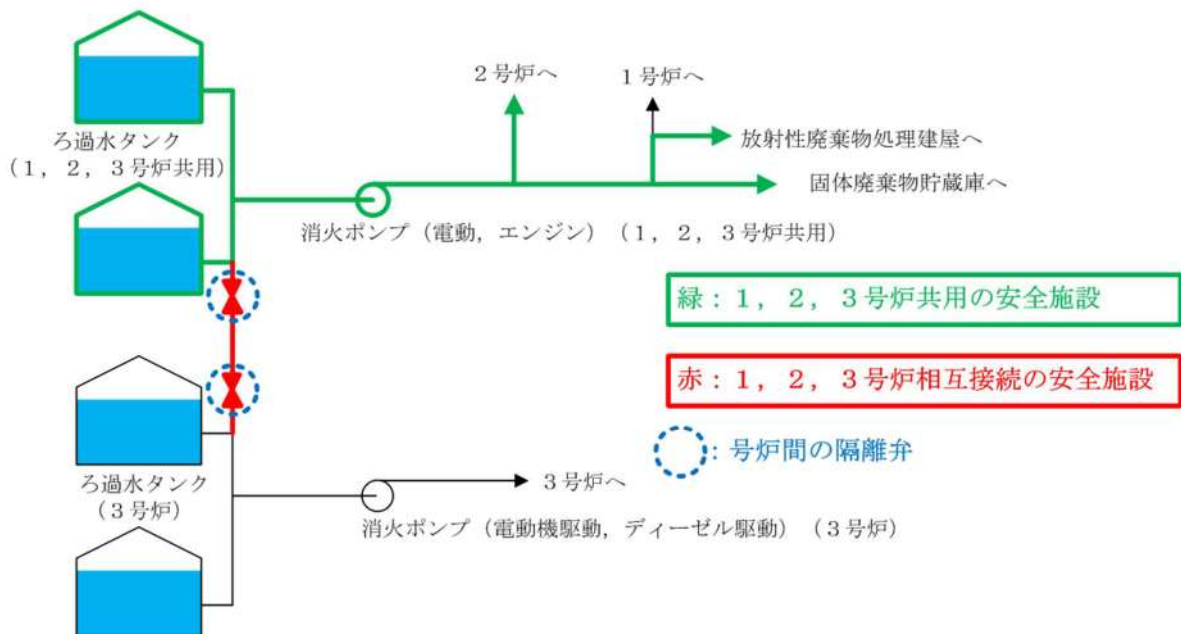 2号炉へ
1号炉へ
ろ過水タンク
(1,2,3号炉共用)
放射性廃棄物処理建屋へ
固体廃棄物貯蔵庫へ
消火ポンプ(電動,エンジン)(1,2,3号炉共用)
緑:1,2,3号炉共用の安全施設
赤:1,2,3号炉相互接続の安全施設
:号炉間の隔離弁
ろ過水タンク
(3号炉)
3号炉へ
消火ポンプ(電動機駆動,ディーゼル駆動)(3号炉)